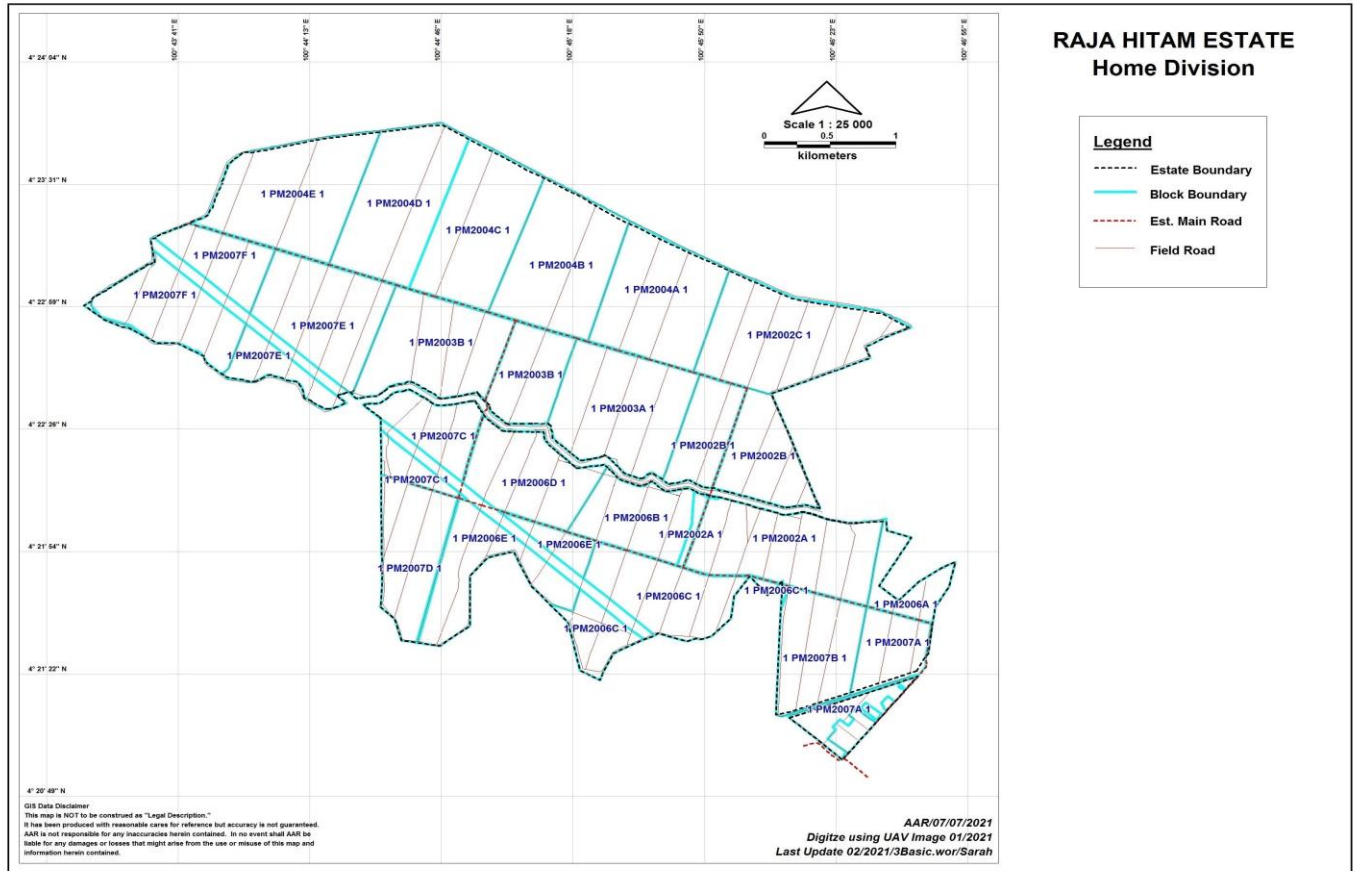 RAJA HITAM ESTATE
Home Division
Legend
Estate Boundary
Block Boundary
Est. Main Road
Field Road
100° 43' 41" E
100° 44' 13" E
100° 44' 46" E
100° 45' 18" E
100° 45' 50" E
100° 46' 23" E
100° 46' 55" E
4° 24' 04" N
4° 23' 31" N
4° 22' 59" N
4° 22' 26" N
4° 21' 54" N
4° 21' 22" N
4° 20' 49" N
Scale 1 : 25 000
0 0.5 1
kilometers
1 PM2004E 1
1 PM2004D 1
1 PM2004C 1
1 PM2004B 1
1 PM2004A 1
1 PM2007F 1
1 PM2007F 1
1 PM2007E 1
1 PM2007E 1
1 PM2003B 1
1 PM2003B 1
1 PM2002C 1
1 PM2003A 1
1 PM2007C 1
1 PM2002B 1
1 PM2002B 1
1 PM2007C 1
1 PM2006D 1
1 PM2006B 1
1 PM2002A 1
1 PM2002A 1
1 PM2006E 1
1 PM2006E 1
1 PM2007D 1
1 PM2006C 1
1 PM2006C 1
1 PM2006A 1
1 PM2006C 1
1 PM2007A 1
1 PM2007B 1
1 PM2007A 1
GIS Data Disclaimer
This map is NOT to be construed as "Legal Description."
It has been produced with reasonable cares for reference but accuracy is not guaranteed.
AAR is not responsible for any inaccuracies herein contained. In no event shall AAR be
liable for any damages or losses that might arise from the use or misuse of this map and
information herein contained.
AAR/07/07/2021
Digitze using UAV Image 01/2021
Last Update 02/2021/3Basic.wor/Sarah